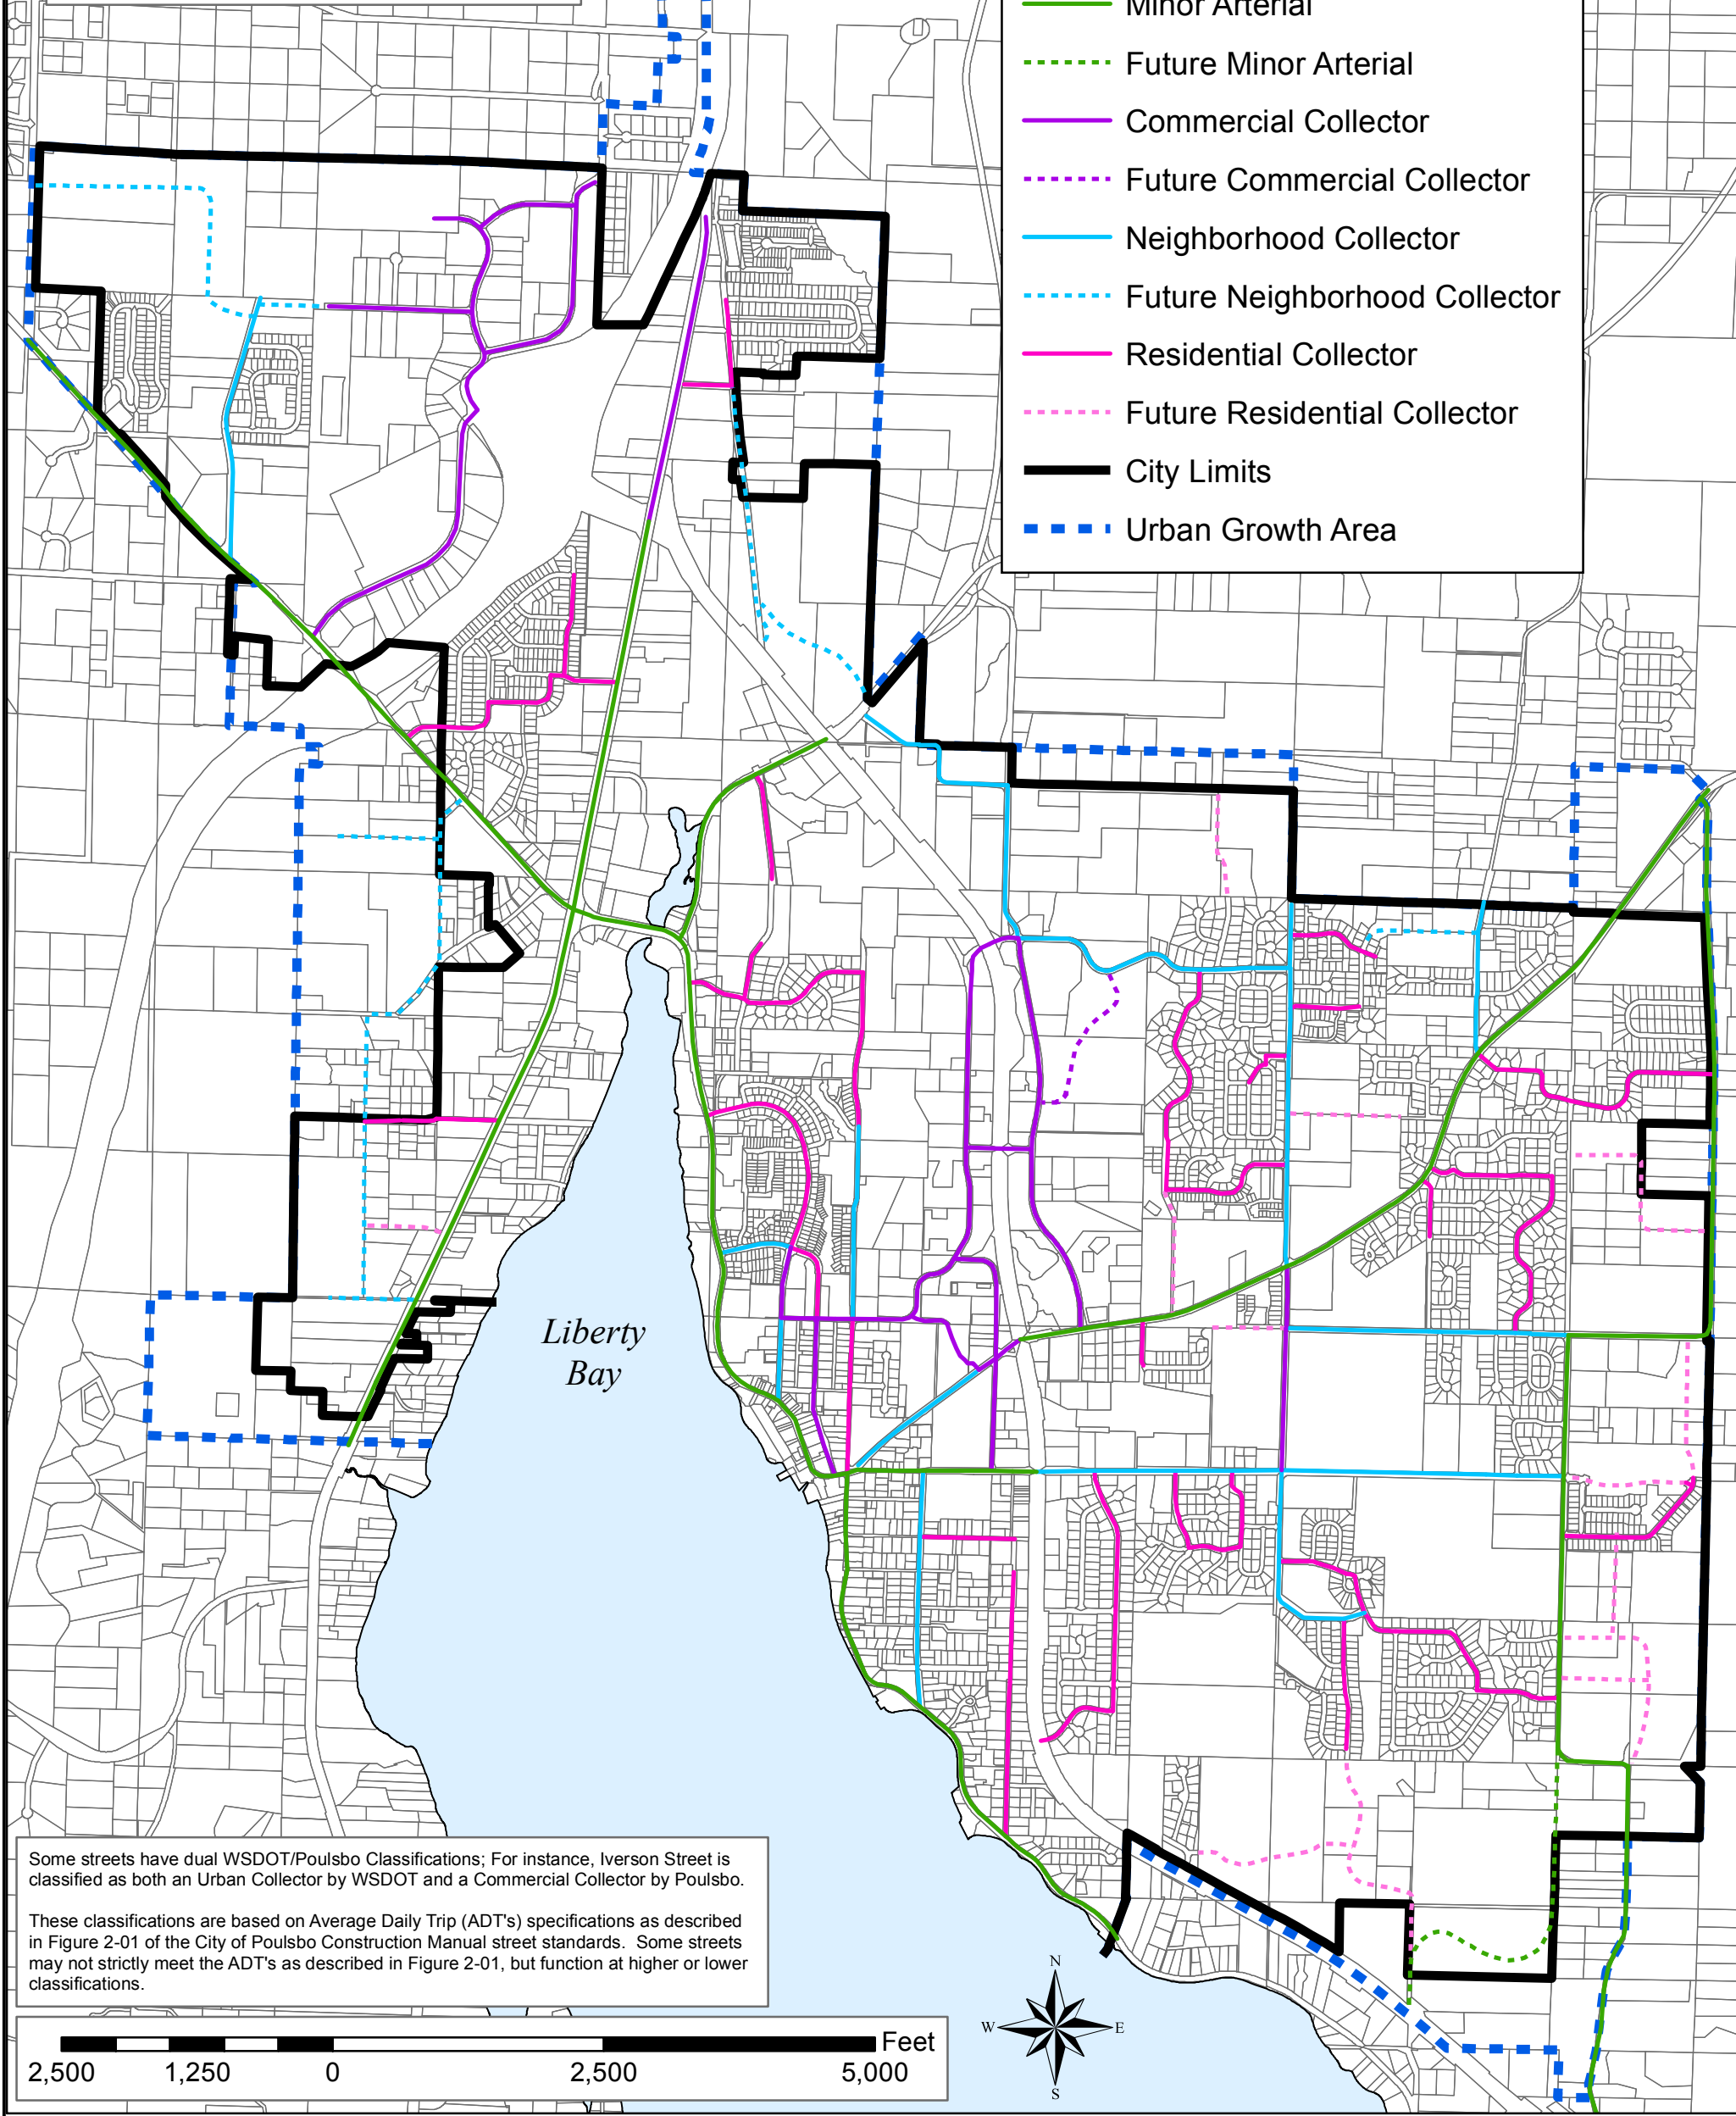 Minor Arterial
Future Minor Arterial
Commercial Collector
Future Commercial Collector
Neighborhood Collector
Future Neighborhood Collector
Residential Collector
Future Residential Collector
City Limits
Urban Growth Area
Liberty
Bay
Some streets have dual WSDOT/Poulsbo Classifications; For instance, Iverson Street is
classified as both an Urban Collector by WSDOT and a Commercial Collector by Poulsbo.
These classifications are based on Average Daily Trip (ADT's) specifications as described
in Figure 2-01 of the City of Poulsbo Construction Manual street standards. Some streets
may not strictly meet the ADT's as described in Figure 2-01, but function at higher or lower
classifications.
N
W E
S
Feet
2,500 1,250 0 2,500 5,000